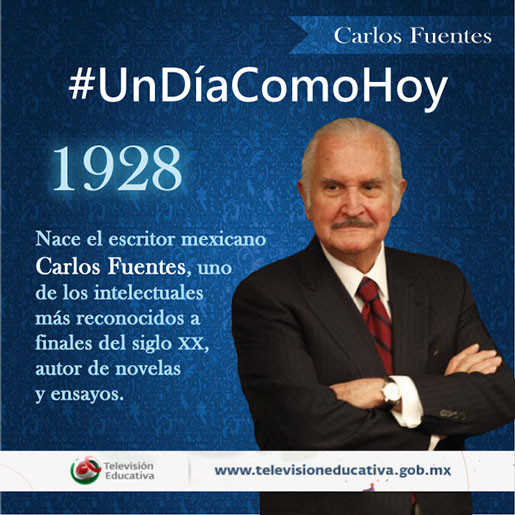 Carlos Fuentes
#UnDíaComoHoy
1928
Nace el escritor mexicano
Carlos Fuentes, uno
de los intelectuales
más reconocidos a
finales del siglo XX,
autor de novelas
y ensayos.
Televisión
Educativa
www.televisioneducativa.gob.mx